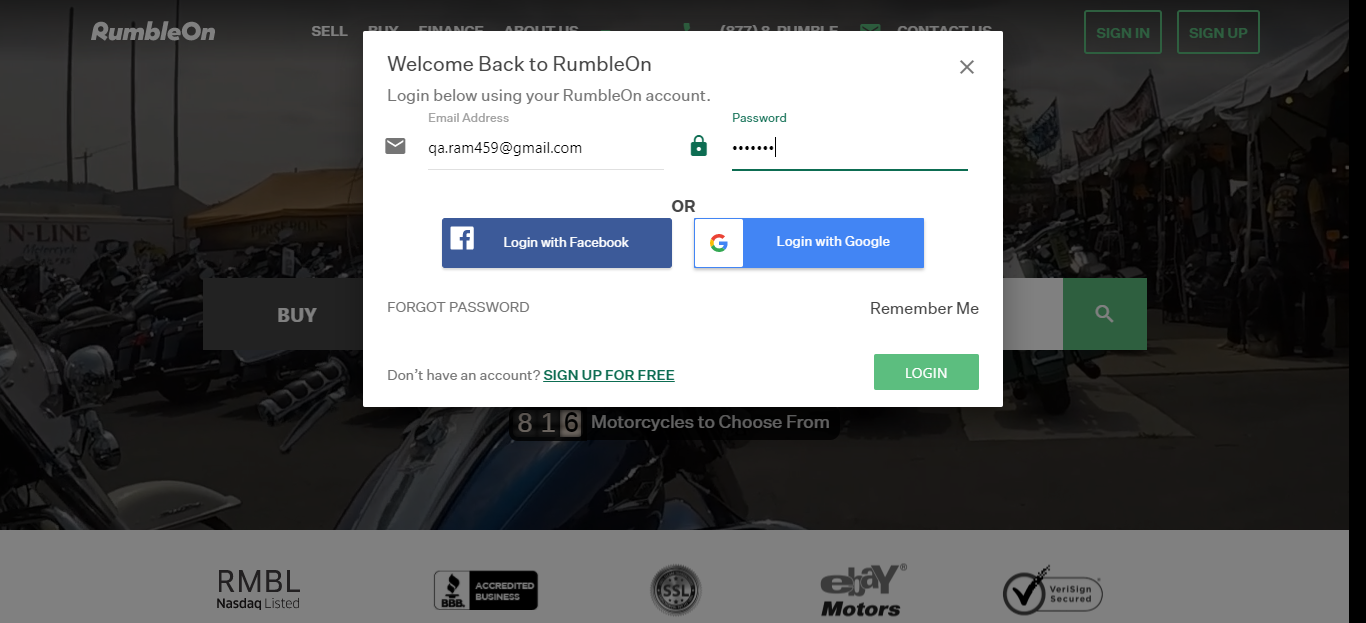 RumbleOn
SELL BUY FINANCE ABOUT US (877) 8-RUMBLE CONTACT US SIGN IN SIGN UP
Welcome Back to RumbleOn
Login below using your RumbleOn account.
Email Address Password
qa.ram459@gmail.com •••••••
OR
Login with Facebook Login with Google
N-LINE
Motorcycle
BUY
FORGOT PASSWORD Remember Me
Don't have an account? SIGN UP FOR FREE LOGIN
816 Motorcycles to Choose From
RMBL
Nasdaq Listed
BBB. ACCREDITED
BUSINESS
SSL
ebay®
Motors
VeriSign
Secured